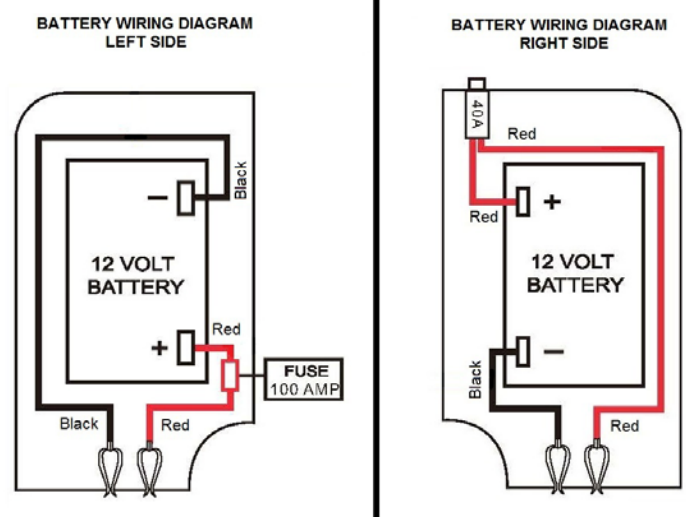 BATTERY WIRING DIAGRAM
LEFT SIDE
Black
−
12 VOLT
BATTERY
+
Red
FUSE
100 AMP
Black
Red
BATTERY WIRING DIAGRAM
RIGHT SIDE
40A
Red
Red
+
12 VOLT
BATTERY
−
Black
Red